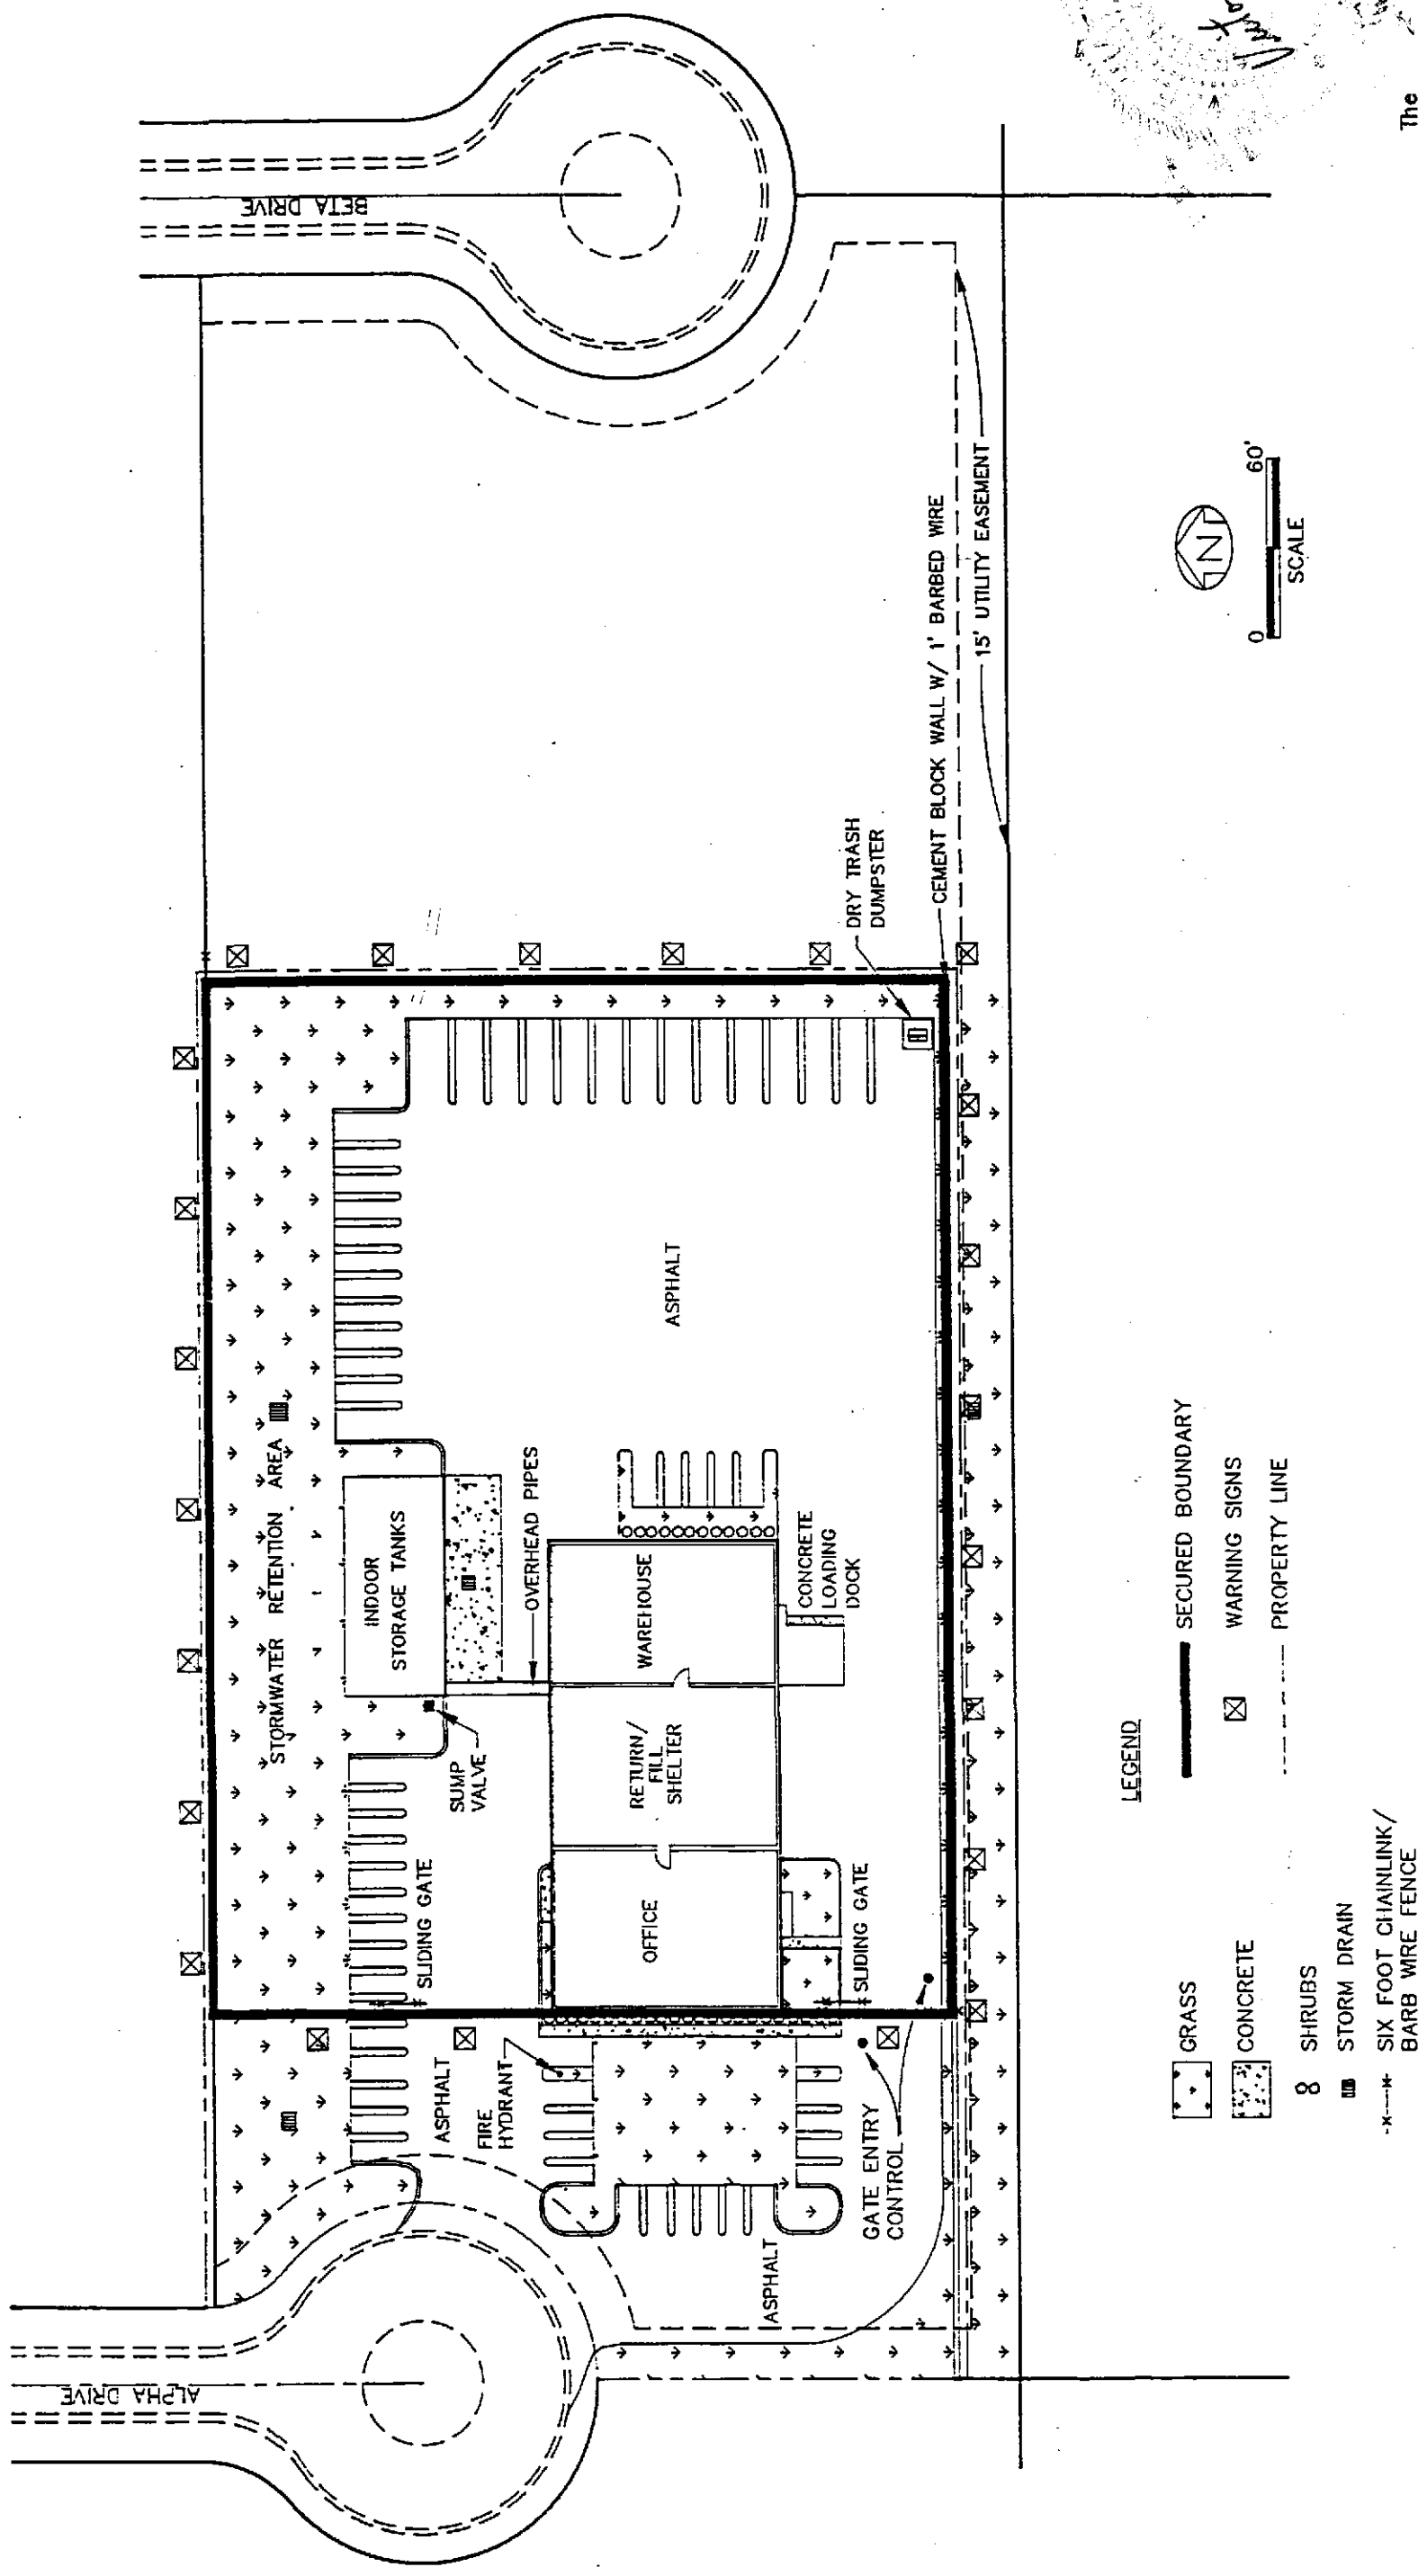 ALPHA DRIVE
BETA DRIVE
STORMWATER RETENTION AREA
INDOOR
STORAGE TANKS
SUMP
VALVE
OVERHEAD PIPES
SLIDING GATE
ASPHALT
FIRE
HYDRANT
OFFICE
RETURN/
FILL
SHELTER
WAREHOUSE
ASPHALT
CONCRETE
LOADING
DOCK
SLIDING GATE
GATE ENTRY
CONTROL
ASPHALT
DRY TRASH
DUMPSTER
CEMENT BLOCK WALL W/ 1' BARBED WIRE
15' UTILITY EASEMENT
LEGEND
GRASS
CONCRETE
SHRUBS
STORM DRAIN
-x---x- SIX FOOT CHAINLINK/
BARB WIRE FENCE
SECURED BOUNDARY
WARNING SIGNS
PROPERTY LINE
N
0 60'
SCALE
The